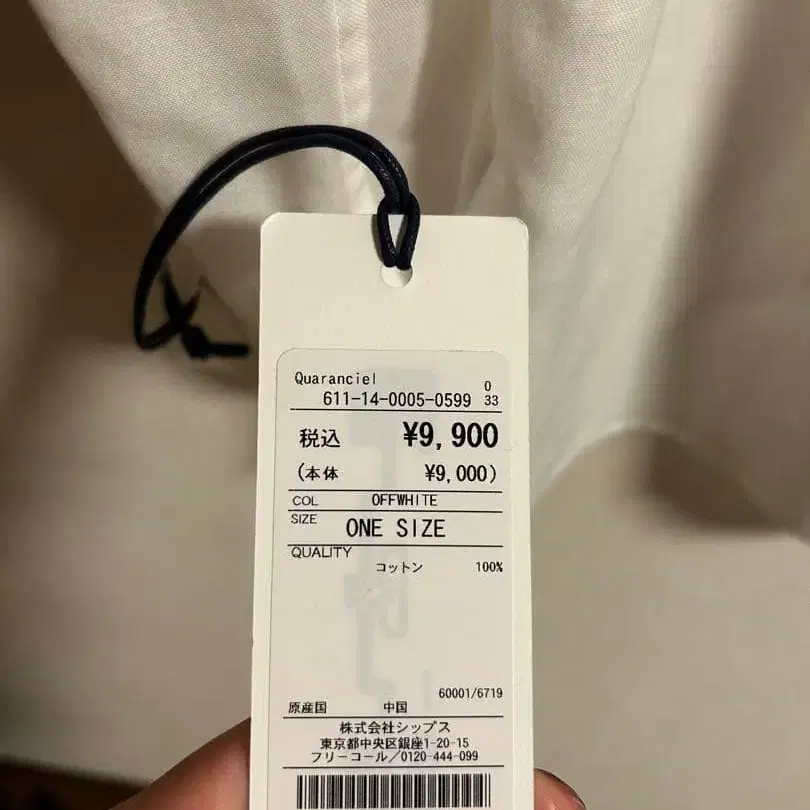 Quaranciel
611-14-0005-0599 0
33
税込 ¥9,900
(本体 ¥9,000)
COL OFFWHITE
SIZE ONE SIZE
QUALITY
コットン 100%
60001/6719
原産国 中国
株式会社シップス
東京都中央区銀座1-20-15
フリーコール／0120-444-099